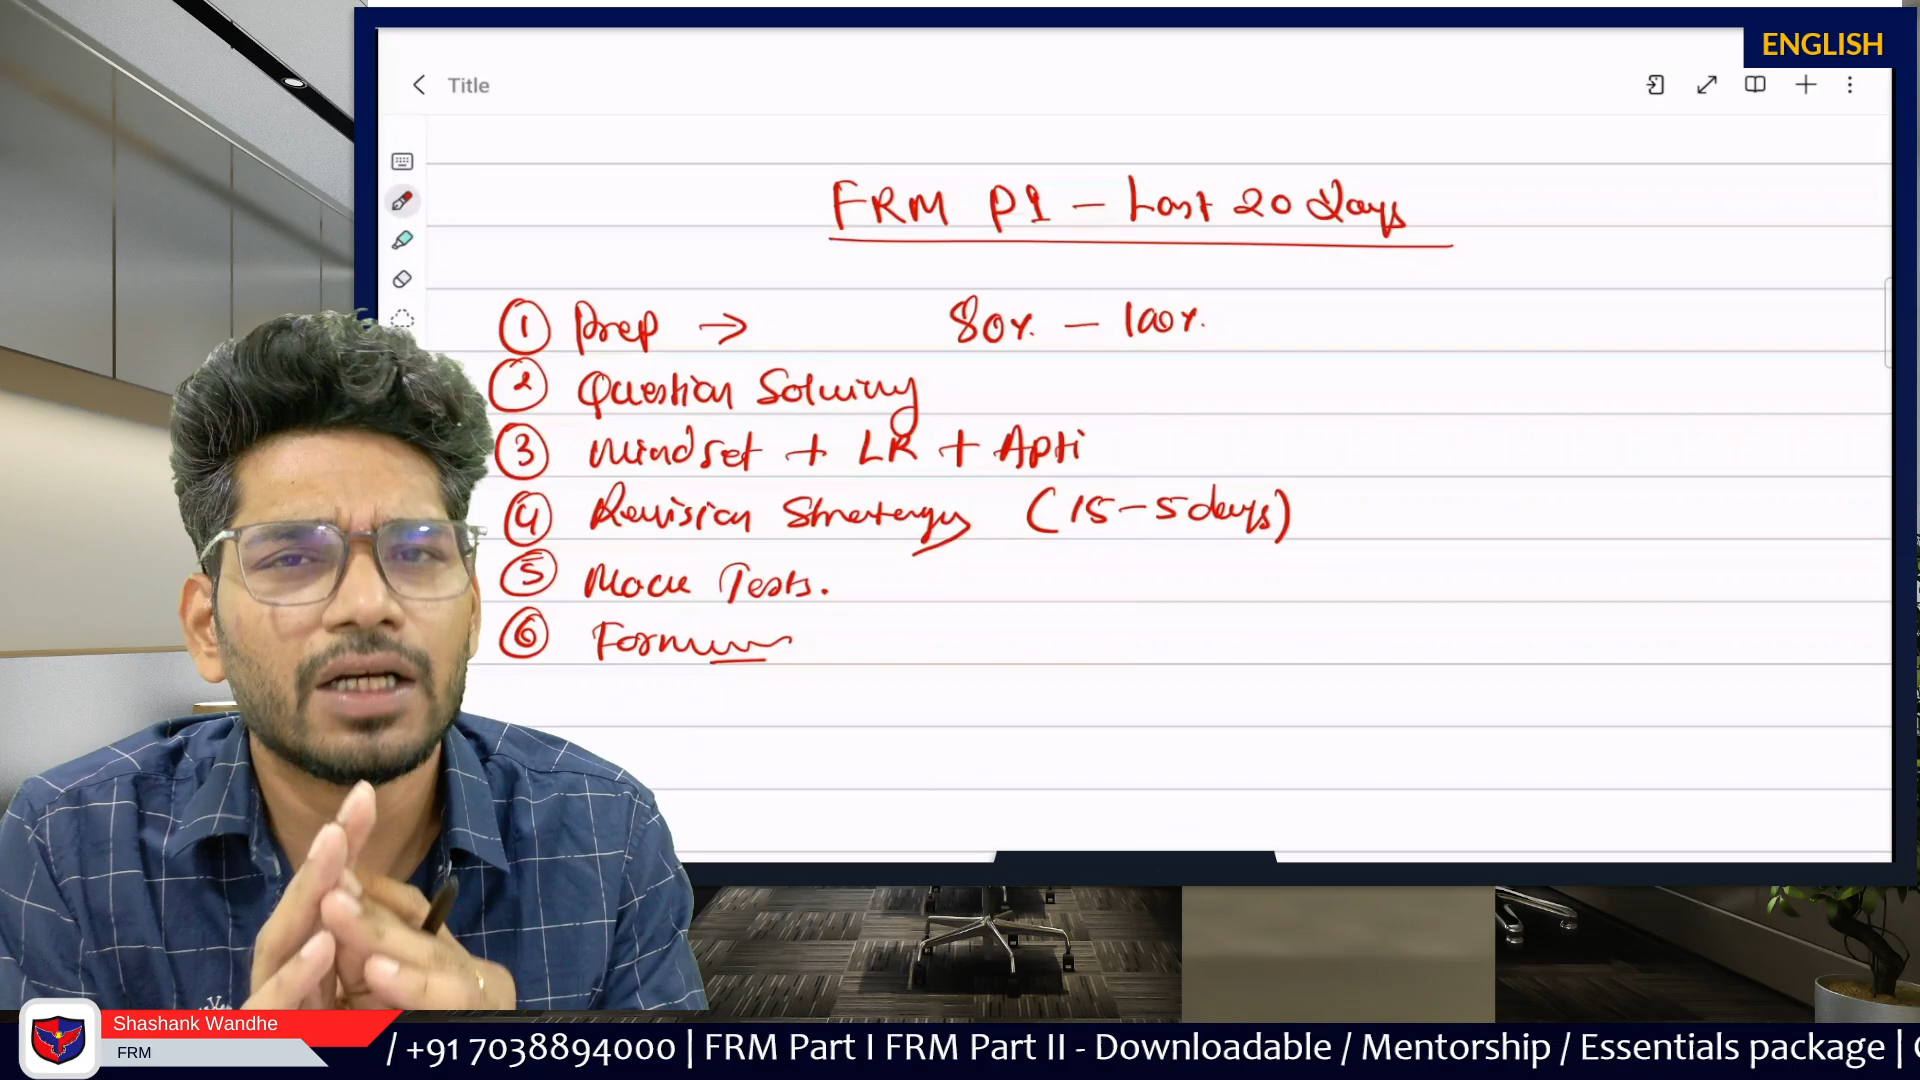 ENGLISH
Title
FRM P1 - Last 20 days
① Prep → 80% - 100%
② Question Solving
③ Mindset + LR + Apti
④ Revision Strategy (15-5 days)
⑤ Mock Tests.
⑥
Shashank Wandhe
FRM
/ +91 7038894000 | FRM Part I FRM Part II - Downloadable / Mentorship / Essentials package |